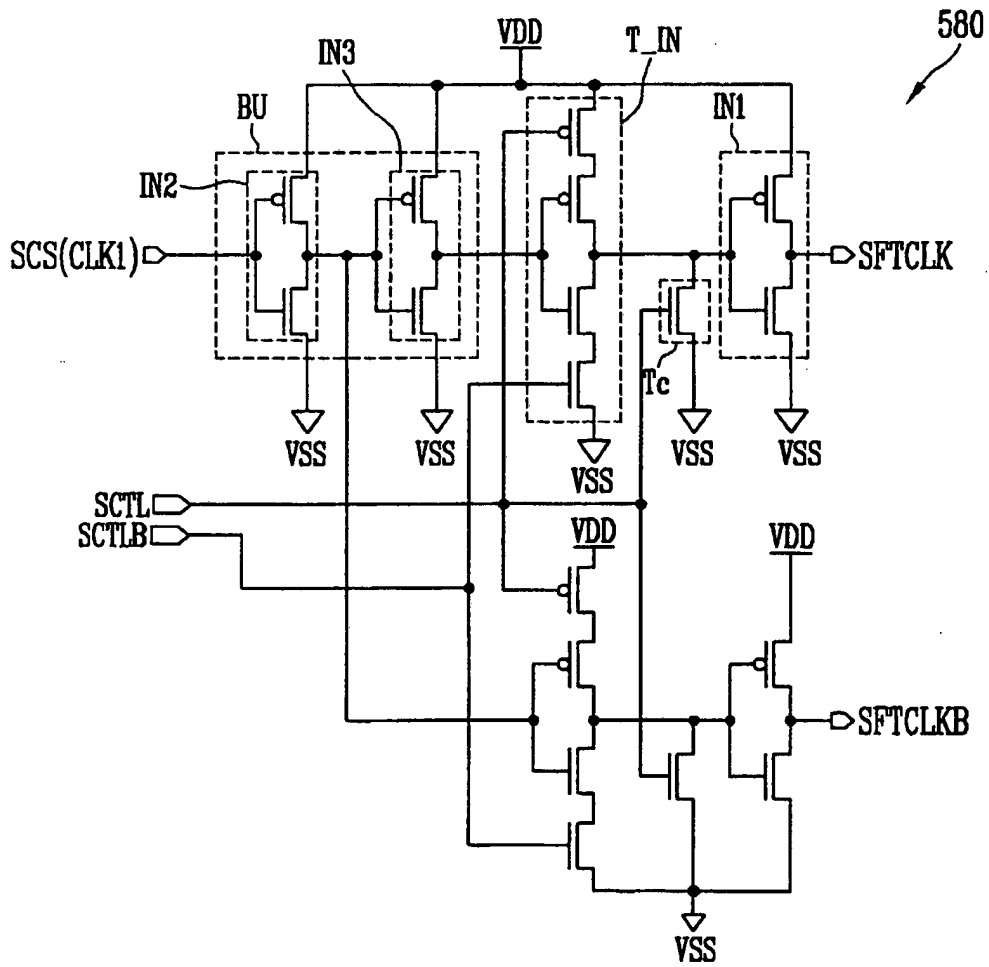 580
VDD
IN3
T_IN
BU
IN1
IN2
SCS(CLK1)
SFTCLK
Tc
VSS
VSS
VSS
VSS
VSS
SCTL
SCTLB
VDD
VDD
SFTCLKB
VSS